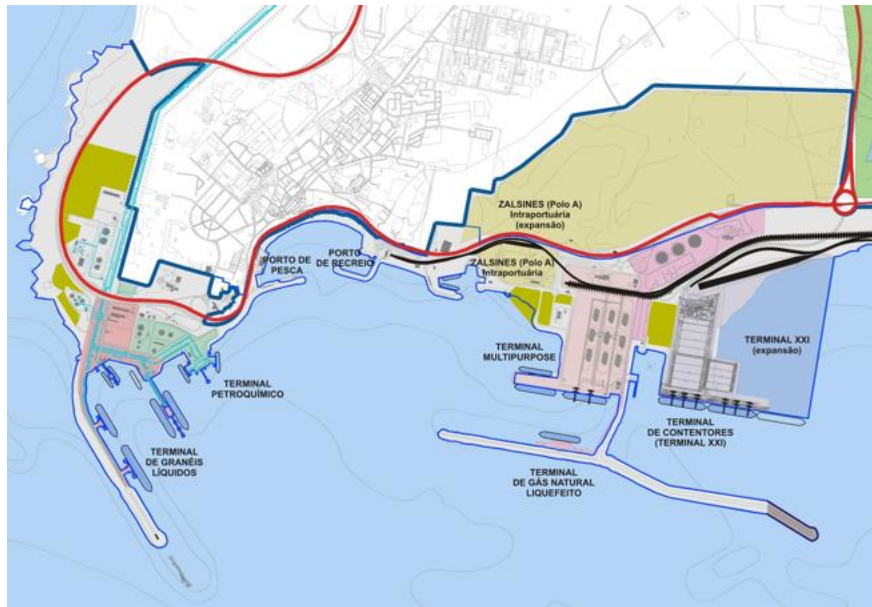 ZALSINES (Polo A)
Intraportuária
(expansão)
PORTO DE
PESCA
PORTO
DE RECREIO
ZALSINES (Polo A)
Intraportuária
TERMINAL
MULTIPURPOSE
TERMINAL XXI
(expansão)
TERMINAL
PETROQUÍMICO
TERMINAL
DE CONTENTORES
(TERMINAL XXI)
TERMINAL
DE GRANÉIS
LÍQUIDOS
TERMINAL
DE GÁS NATURAL
LIQUEFEITO